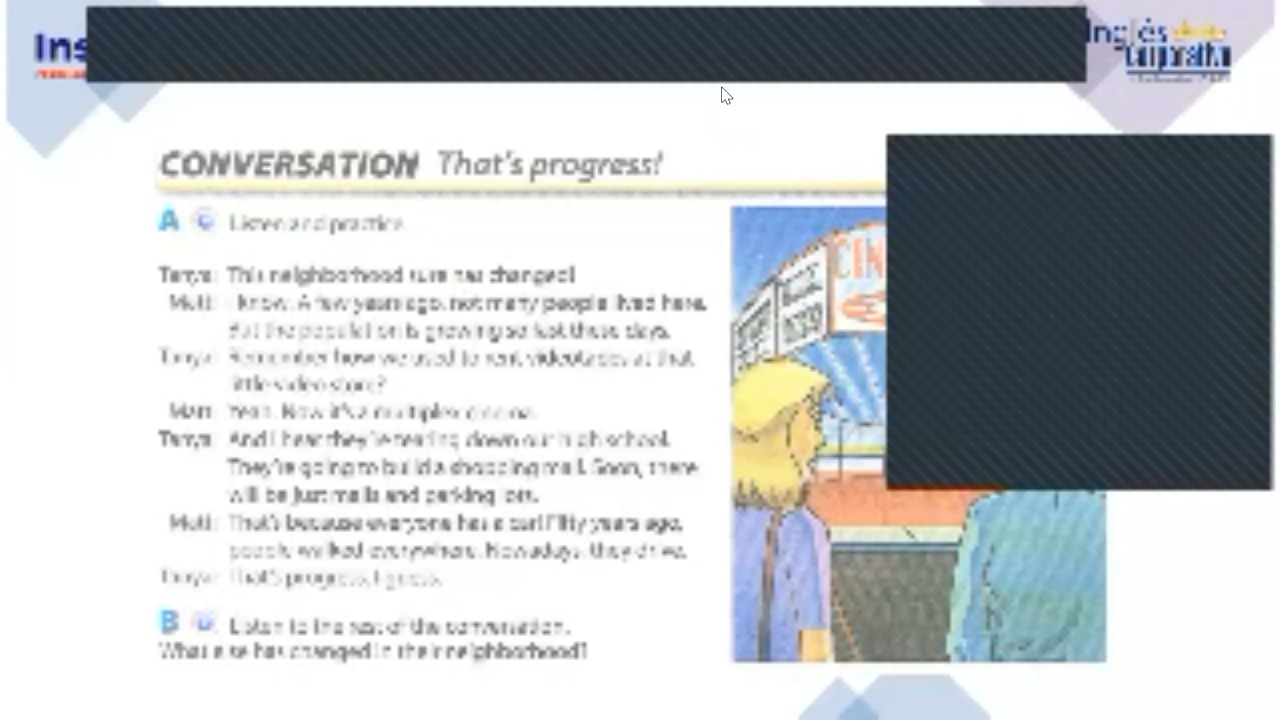 Ins
Inglés
Corporativo
CONVERSATION That's progress!
A Listen and practice.
Tanya: This neighborhood sure has changed!
Matt: I know. A few years ago, not many people lived here.
But the population is growing so fast these days.
Tanya: Remember how we used to rent videotapes at that
little video store?
Matt: Yeah. Now it's a multiplex cinema.
Tanya: And I hear they're tearing down our high school.
They're going to build a shopping mall. Soon, there
will be just malls and parking lots.
Matt: That's because everyone has a car! Fifty years ago,
people walked everywhere. Nowadays, they drive.
Tanya: That's progress, I guess.
CIN
B Listen to the rest of the conversation.
What else has changed in their neighborhood?